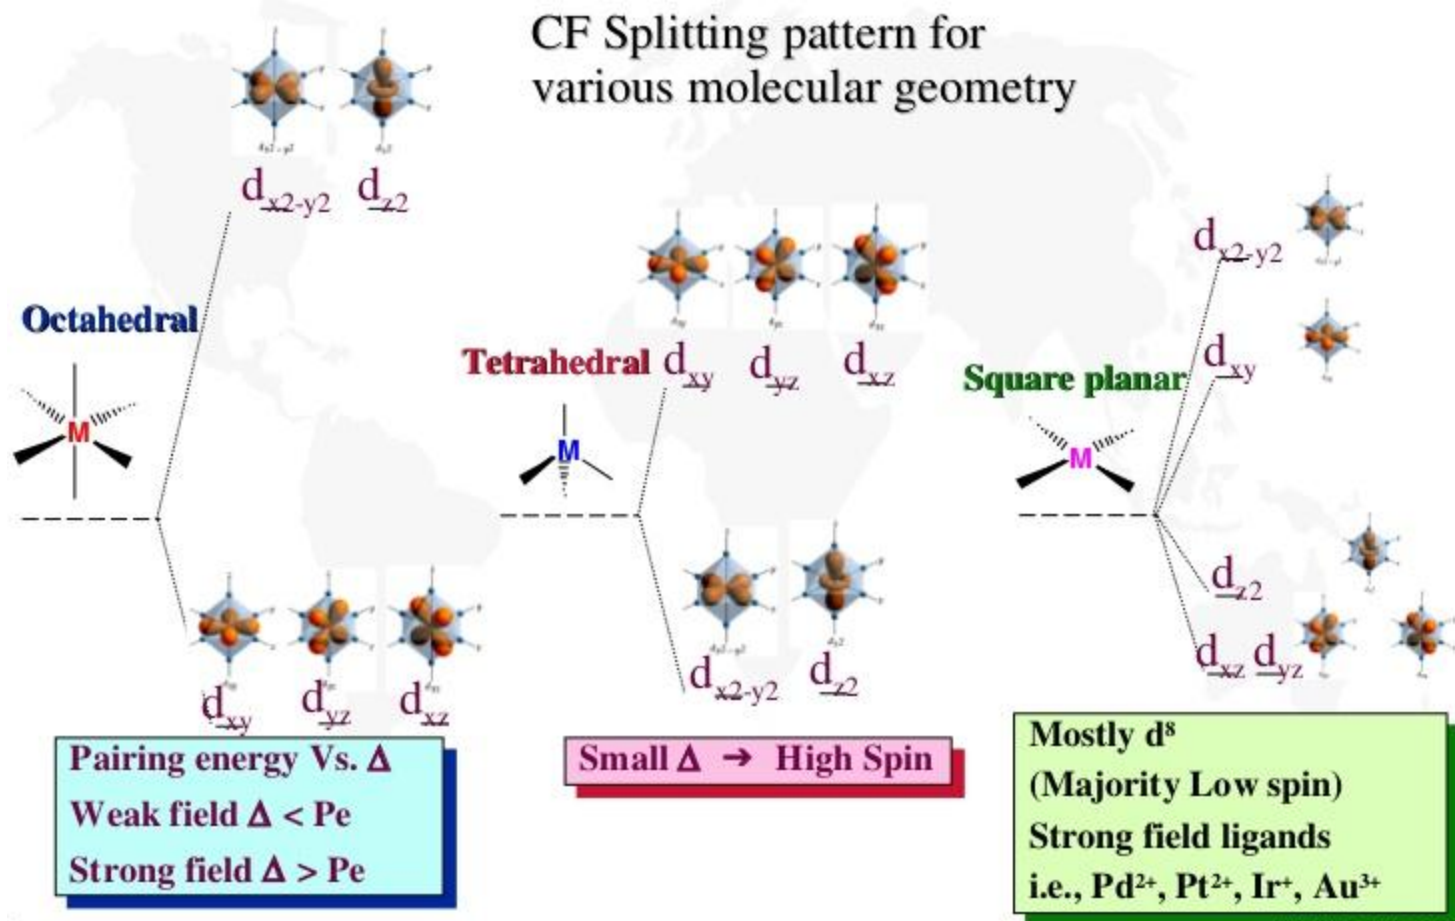 CF Splitting pattern for
various molecular geometry
dx2-y2 dz2
Octahedral
M
dxy dyz dxz
Pairing energy Vs. Δ
Weak field Δ < Pe
Strong field Δ > Pe
Tetrahedral
dxy dyz dxz
M
dx2-y2 dz2
Small Δ → High Spin
Square planar
dx2-y2
dxy
M
dz2
dxz dyz
Mostly d⁸
(Majority Low spin)
Strong field ligands
i.e., Pd²⁺, Pt²⁺, Ir⁺, Au³⁺